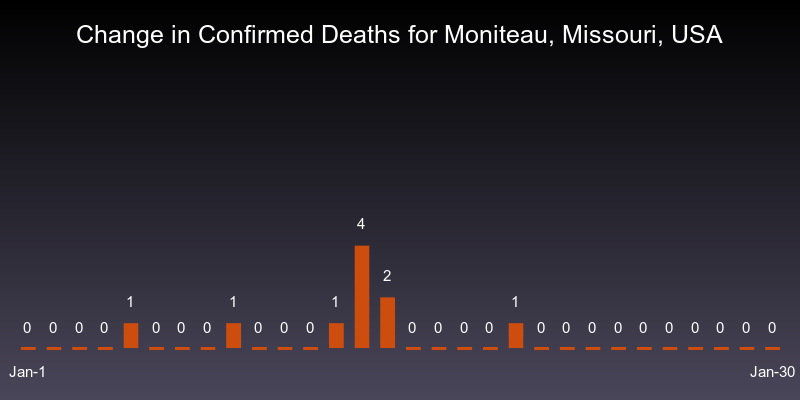 Change in Confirmed Deaths for Moniteau, Missouri, USA
4
2
1 1 1 1
0 0 0 0 0 0 0 0 0 0 0 0 0 0 0 0 0 0 0 0 0 0 0 0
Jan-1 Jan-30